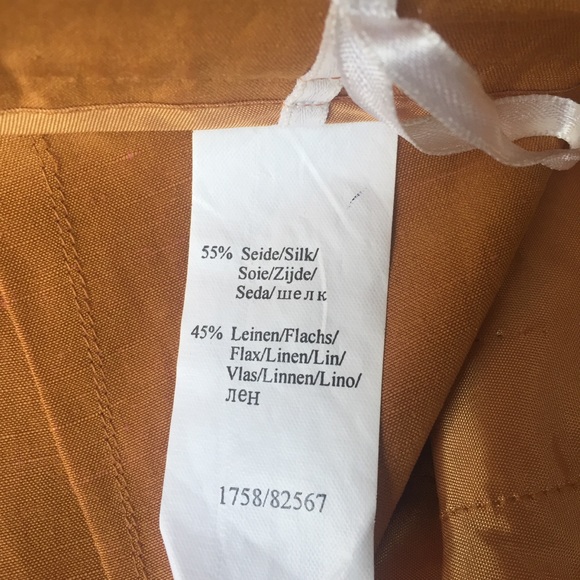 55% Seide/Silk/
Soie/Zijde/
Seda/шелк
45% Leinen/Flachs/
Flax/Linen/Lin/
Vlas/Linnen/Lino/
лен
1758/82567